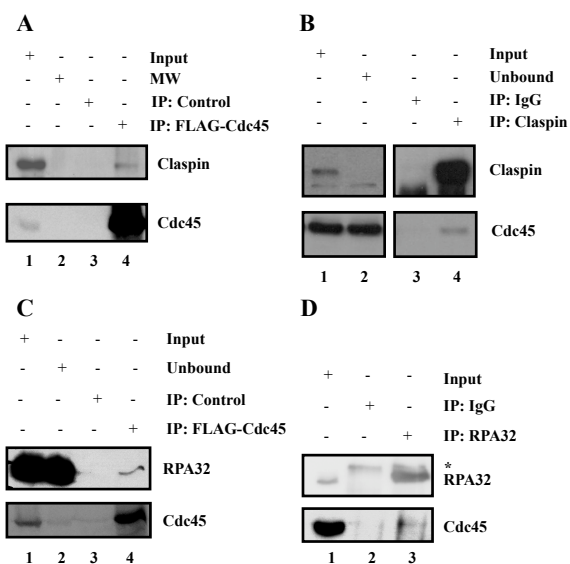 A
+ - - - Input
- + - - MW
- - + - IP: Control
- - - + IP: FLAG-Cdc45
Claspin
Cdc45
1 2 3 4
B
+ - - - Input
- + - - Unbound
- - + - IP: IgG
- - - + IP: Claspin
Claspin
Cdc45
1 2 3 4
C
+ - - - Input
- + - - Unbound
- - + - IP: Control
- - - + IP: FLAG-Cdc45
RPA32
Cdc45
1 2 3 4
D
+ - - Input
- + - IP: IgG
- - + IP: RPA32
*
RPA32
Cdc45
1 2 3